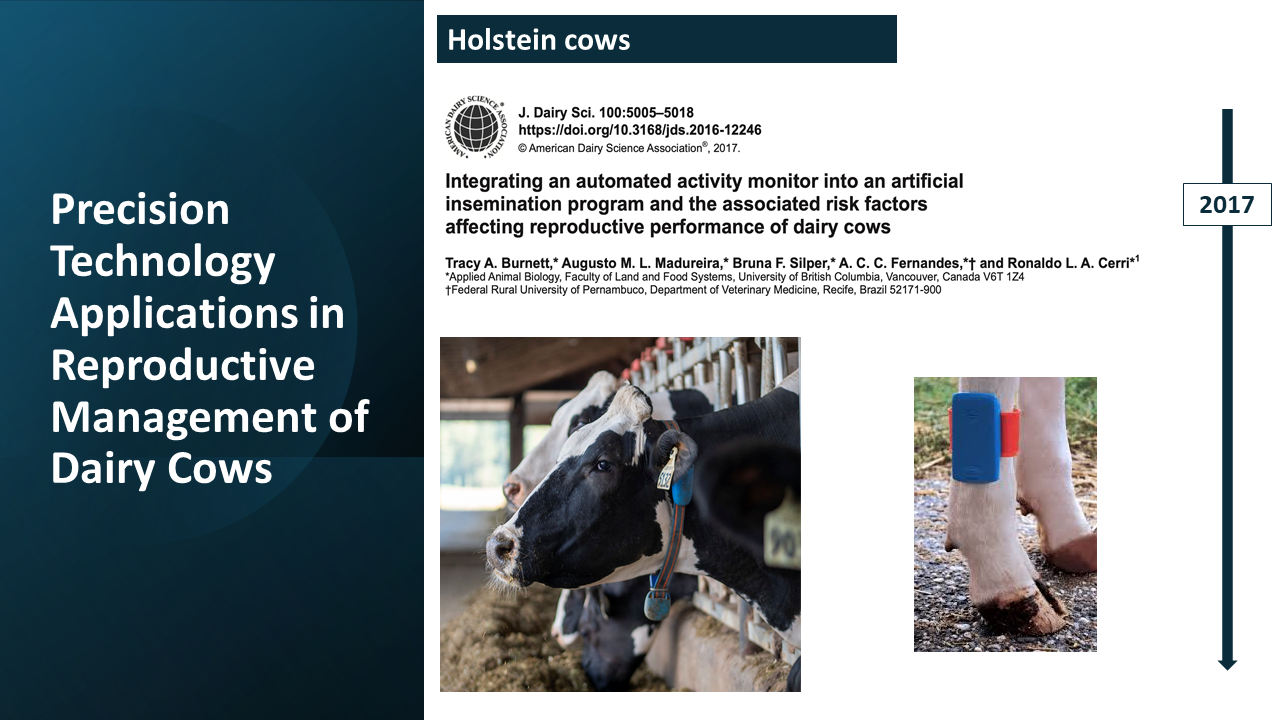 Precision
Technology
Applications in
Reproductive
Management of
Dairy Cows
Holstein cows
AMERICAN DAIRY SCIENCE ASSOCIATION®
J. Dairy Sci. 100:5005–5018
https://doi.org/10.3168/jds.2016-12246
© American Dairy Science Association®, 2017.
Integrating an automated activity monitor into an artificial
insemination program and the associated risk factors
affecting reproductive performance of dairy cows
Tracy A. Burnett,* Augusto M. L. Madureira,* Bruna F. Silper,* A. C. C. Fernandes,*† and Ronaldo L. A. Cerri*¹
*Applied Animal Biology, Faculty of Land and Food Systems, University of British Columbia, Vancouver, Canada V6T 1Z4
†Federal Rural University of Pernambuco, Department of Veterinary Medicine, Recife, Brazil 52171-900
2017
90